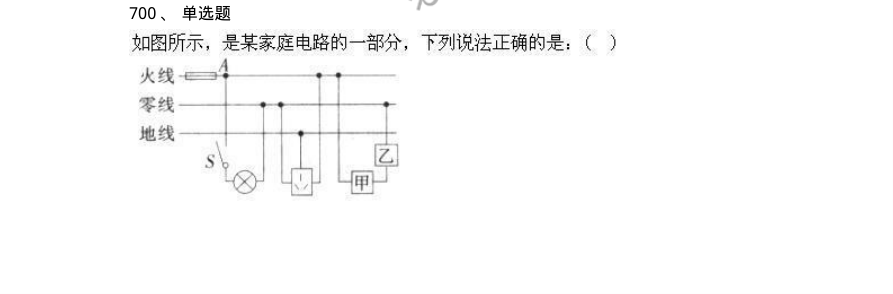 700、 单选题
如图所示，是某家庭电路的一部分，下列说法正确的是：（ ）
火线 A
零线
地线
S 乙
甲